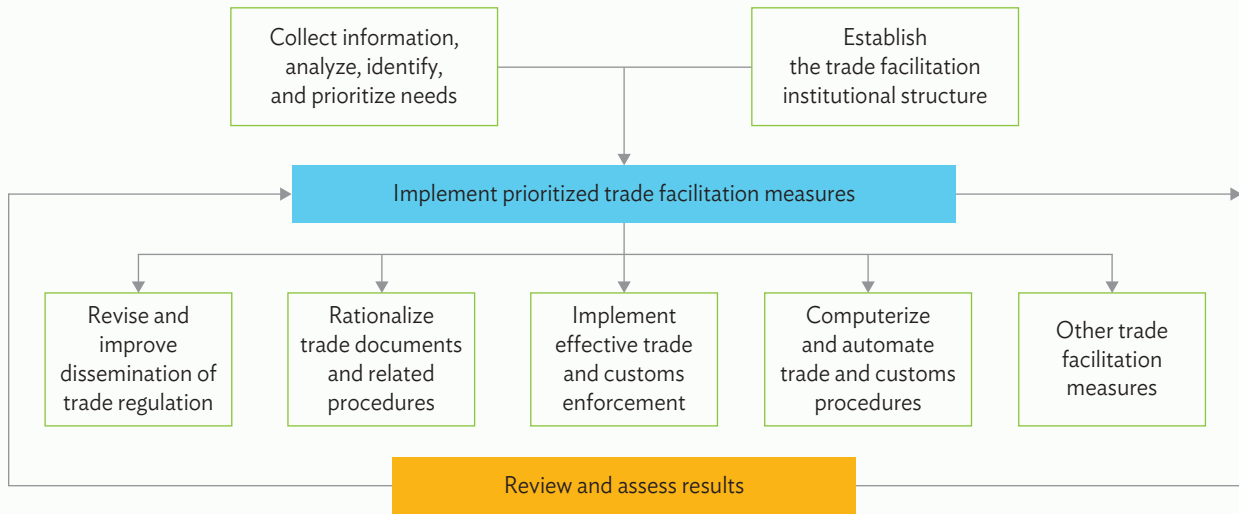 Collect information,
analyze, identify,
and prioritize needs
Establish
the trade facilitation
institutional structure
Implement prioritized trade facilitation measures
Revise and
improve
dissemination of
trade regulation
Rationalize
trade documents
and related
procedures
Implement
effective trade
and customs
enforcement
Computerize
and automate
trade and customs
procedures
Other trade
facilitation
measures
Review and assess results